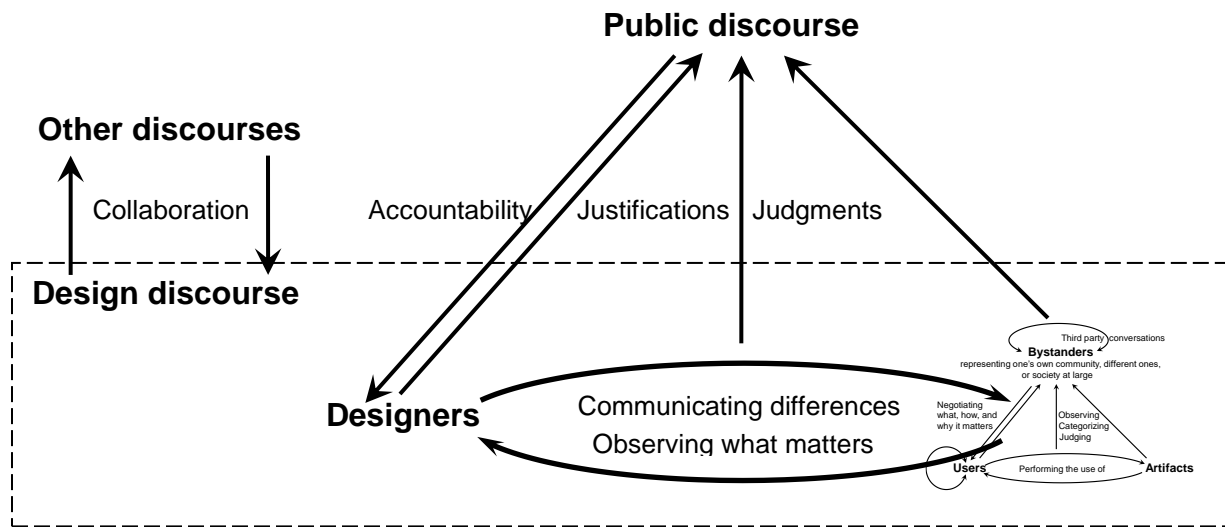 Public discourse
Other discourses
Collaboration
Accountability
Justifications
Judgments
Design discourse
Third party conversations
Bystanders
representing one's own community, different ones,
or society at large
Designers
Communicating differences
Observing what matters
Negotiating
what, how, and
why it matters
Observing
Categorizing
Judging
Users
Performing the use of
Artifacts